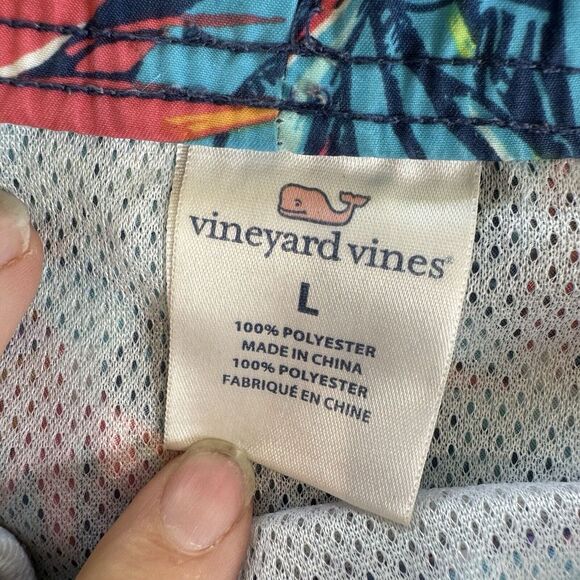 vineyard vines®
L
100% POLYESTER
MADE IN CHINA
100% POLYESTER
FABRIQUÉ EN CHINE